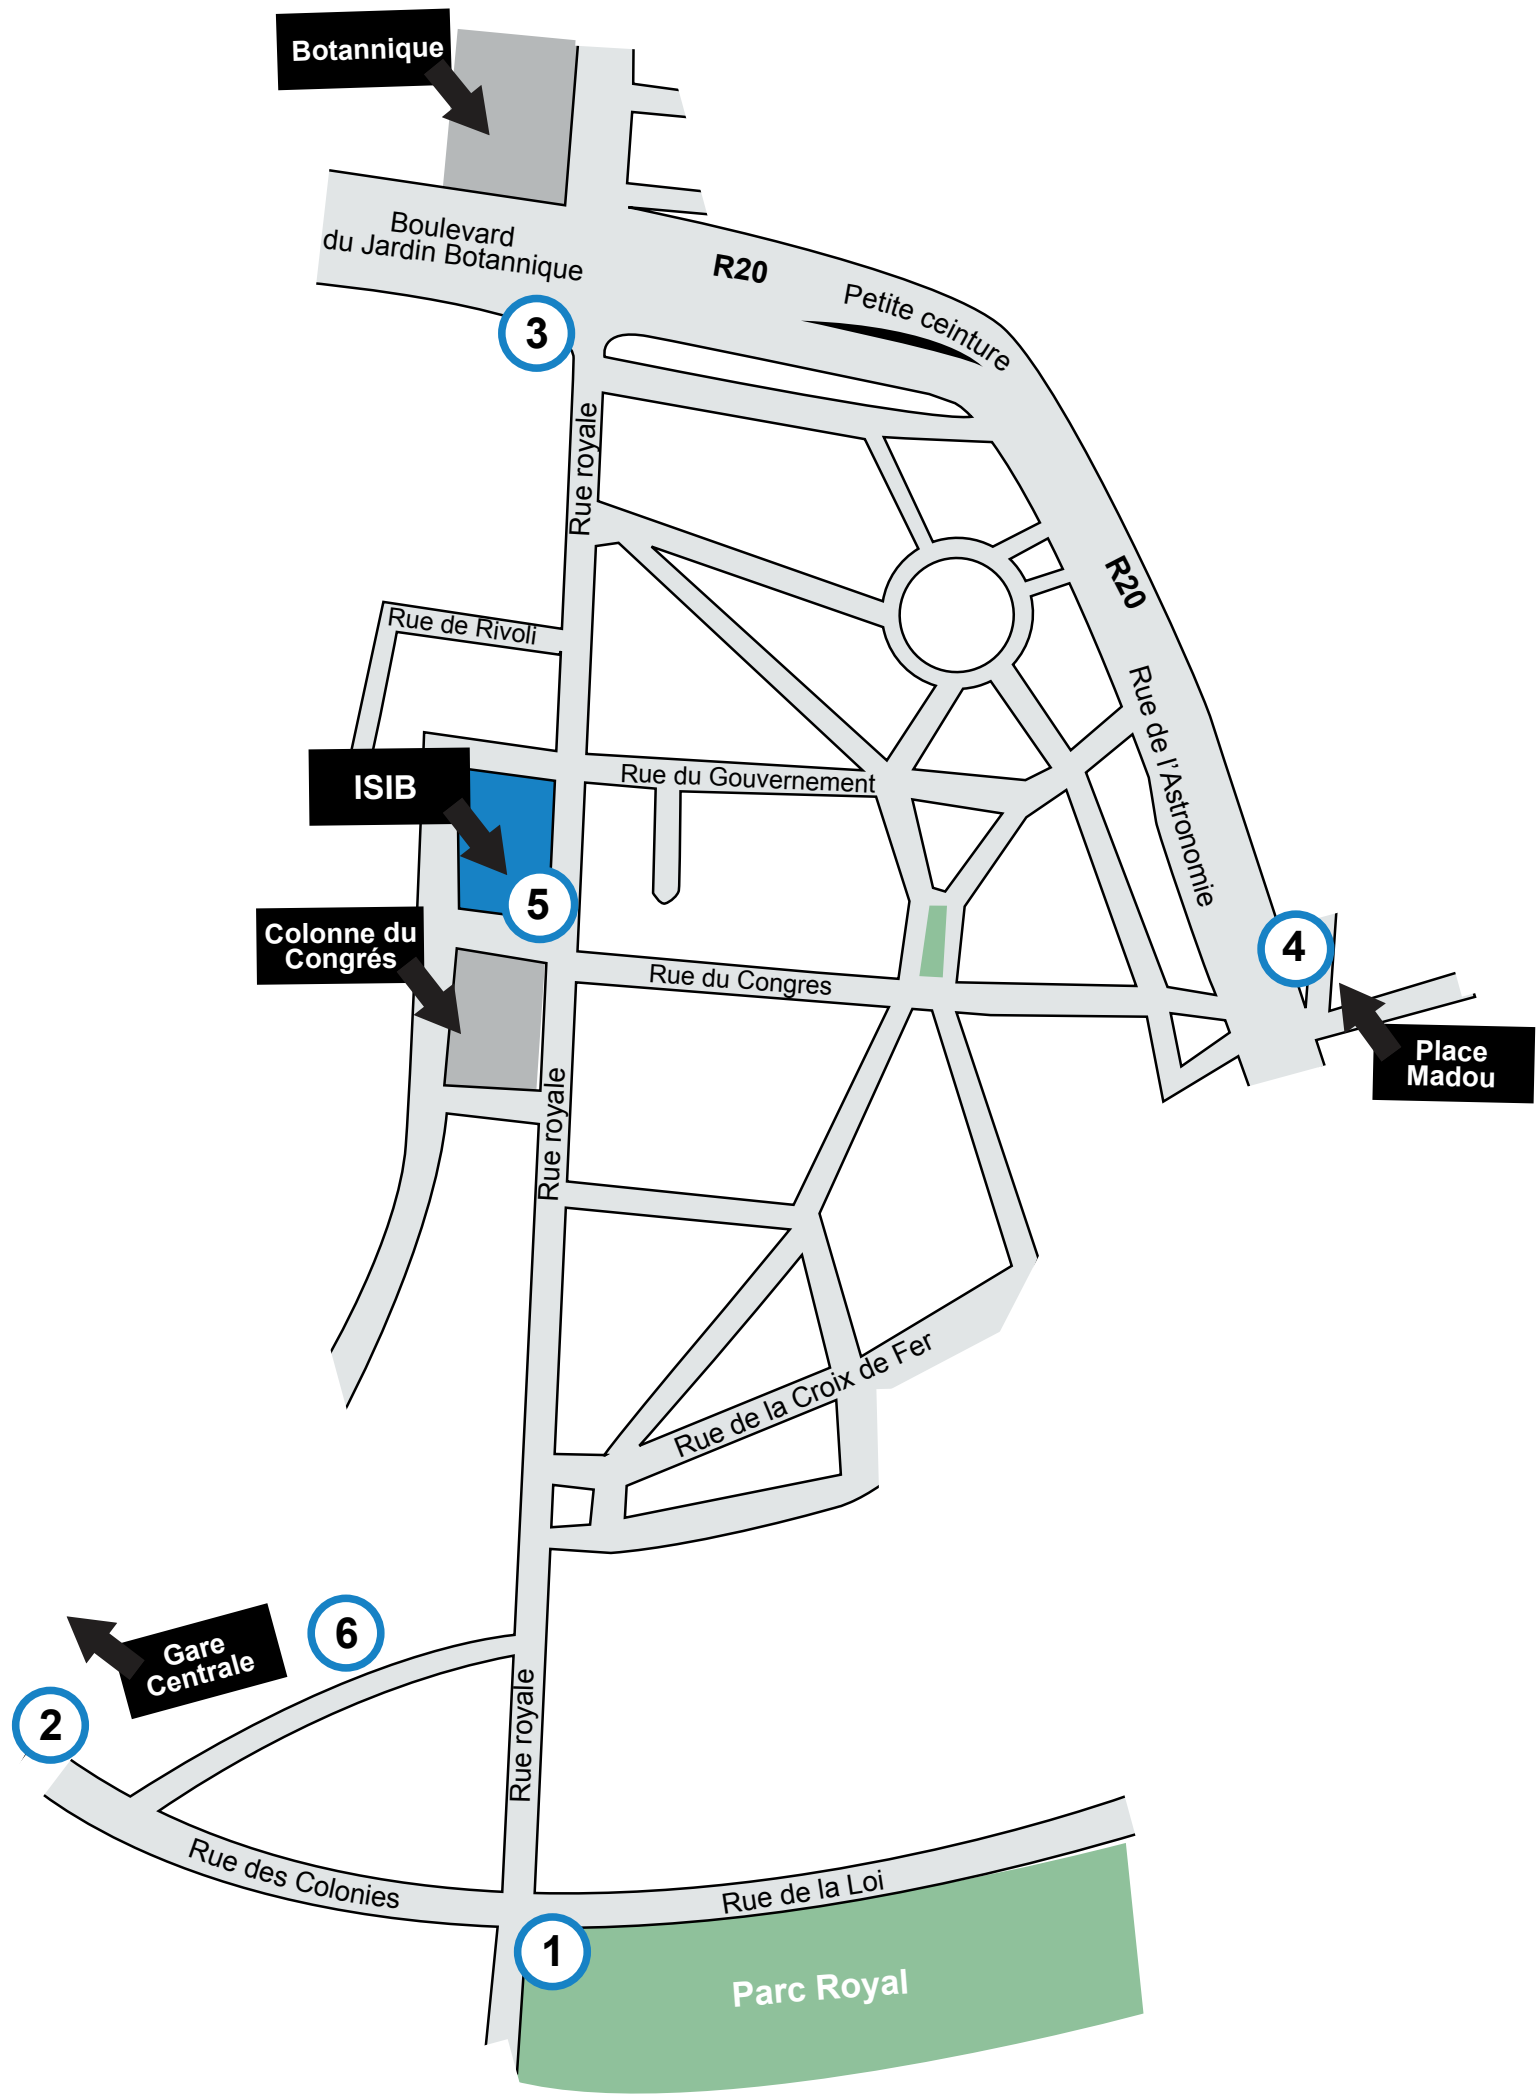 Botannique
Boulevard
du Jardin Botannique
R20
Petite ceinture
3
Rue royale
R20
Rue de Rivoli
Rue de l'Astronomie
ISIB
Rue du Gouvernement
5
Colonne du
Congrés
Rue du Congres
4
Place
Madou
Rue royale
Rue de la Croix de Fer
6
Gare
Centrale
2
Rue royale
Rue des Colonies
Rue de la Loi
1
Parc Royal